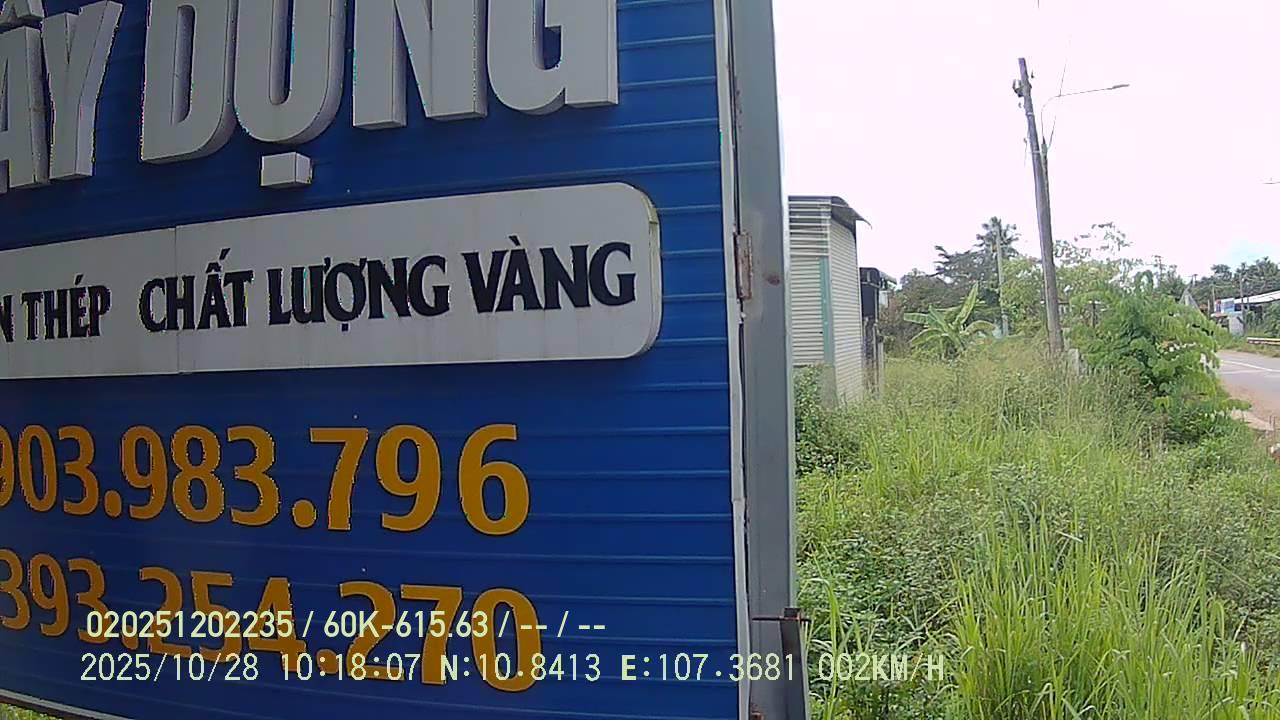 ÂY DỰNG
N THÉP CHẤT LƯỢNG VÀNG
903.983.796
393.254.270
020251202235 / 60K-615.63 / -- / --
2025/10/28 10:18:07 N:10.8413 E:107.3681 002KM/H